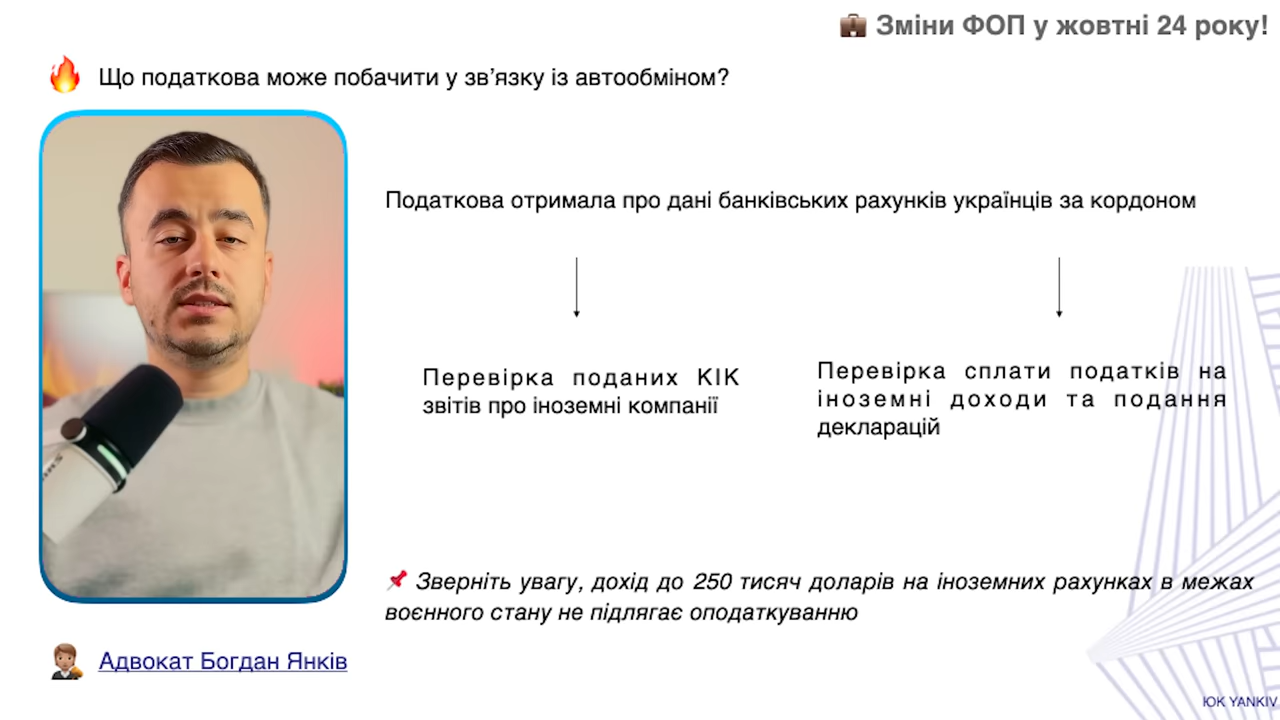 Зміни ФОП у жовтні 24 року!
Що податкова може побачити у зв’язку із автообміном?
Податкова отримала про дані банківських рахунків українців за кордоном
Перевірка поданих КІК
звітів про іноземні компанії
Перевірка сплати податків на
іноземні доходи та подання
декларацій
Зверніть увагу, дохід до 250 тисяч доларів на іноземних рахунках в межах
воєнного стану не підлягає оподаткуванню
Адвокат Богдан Янків
ЮК YANKIV